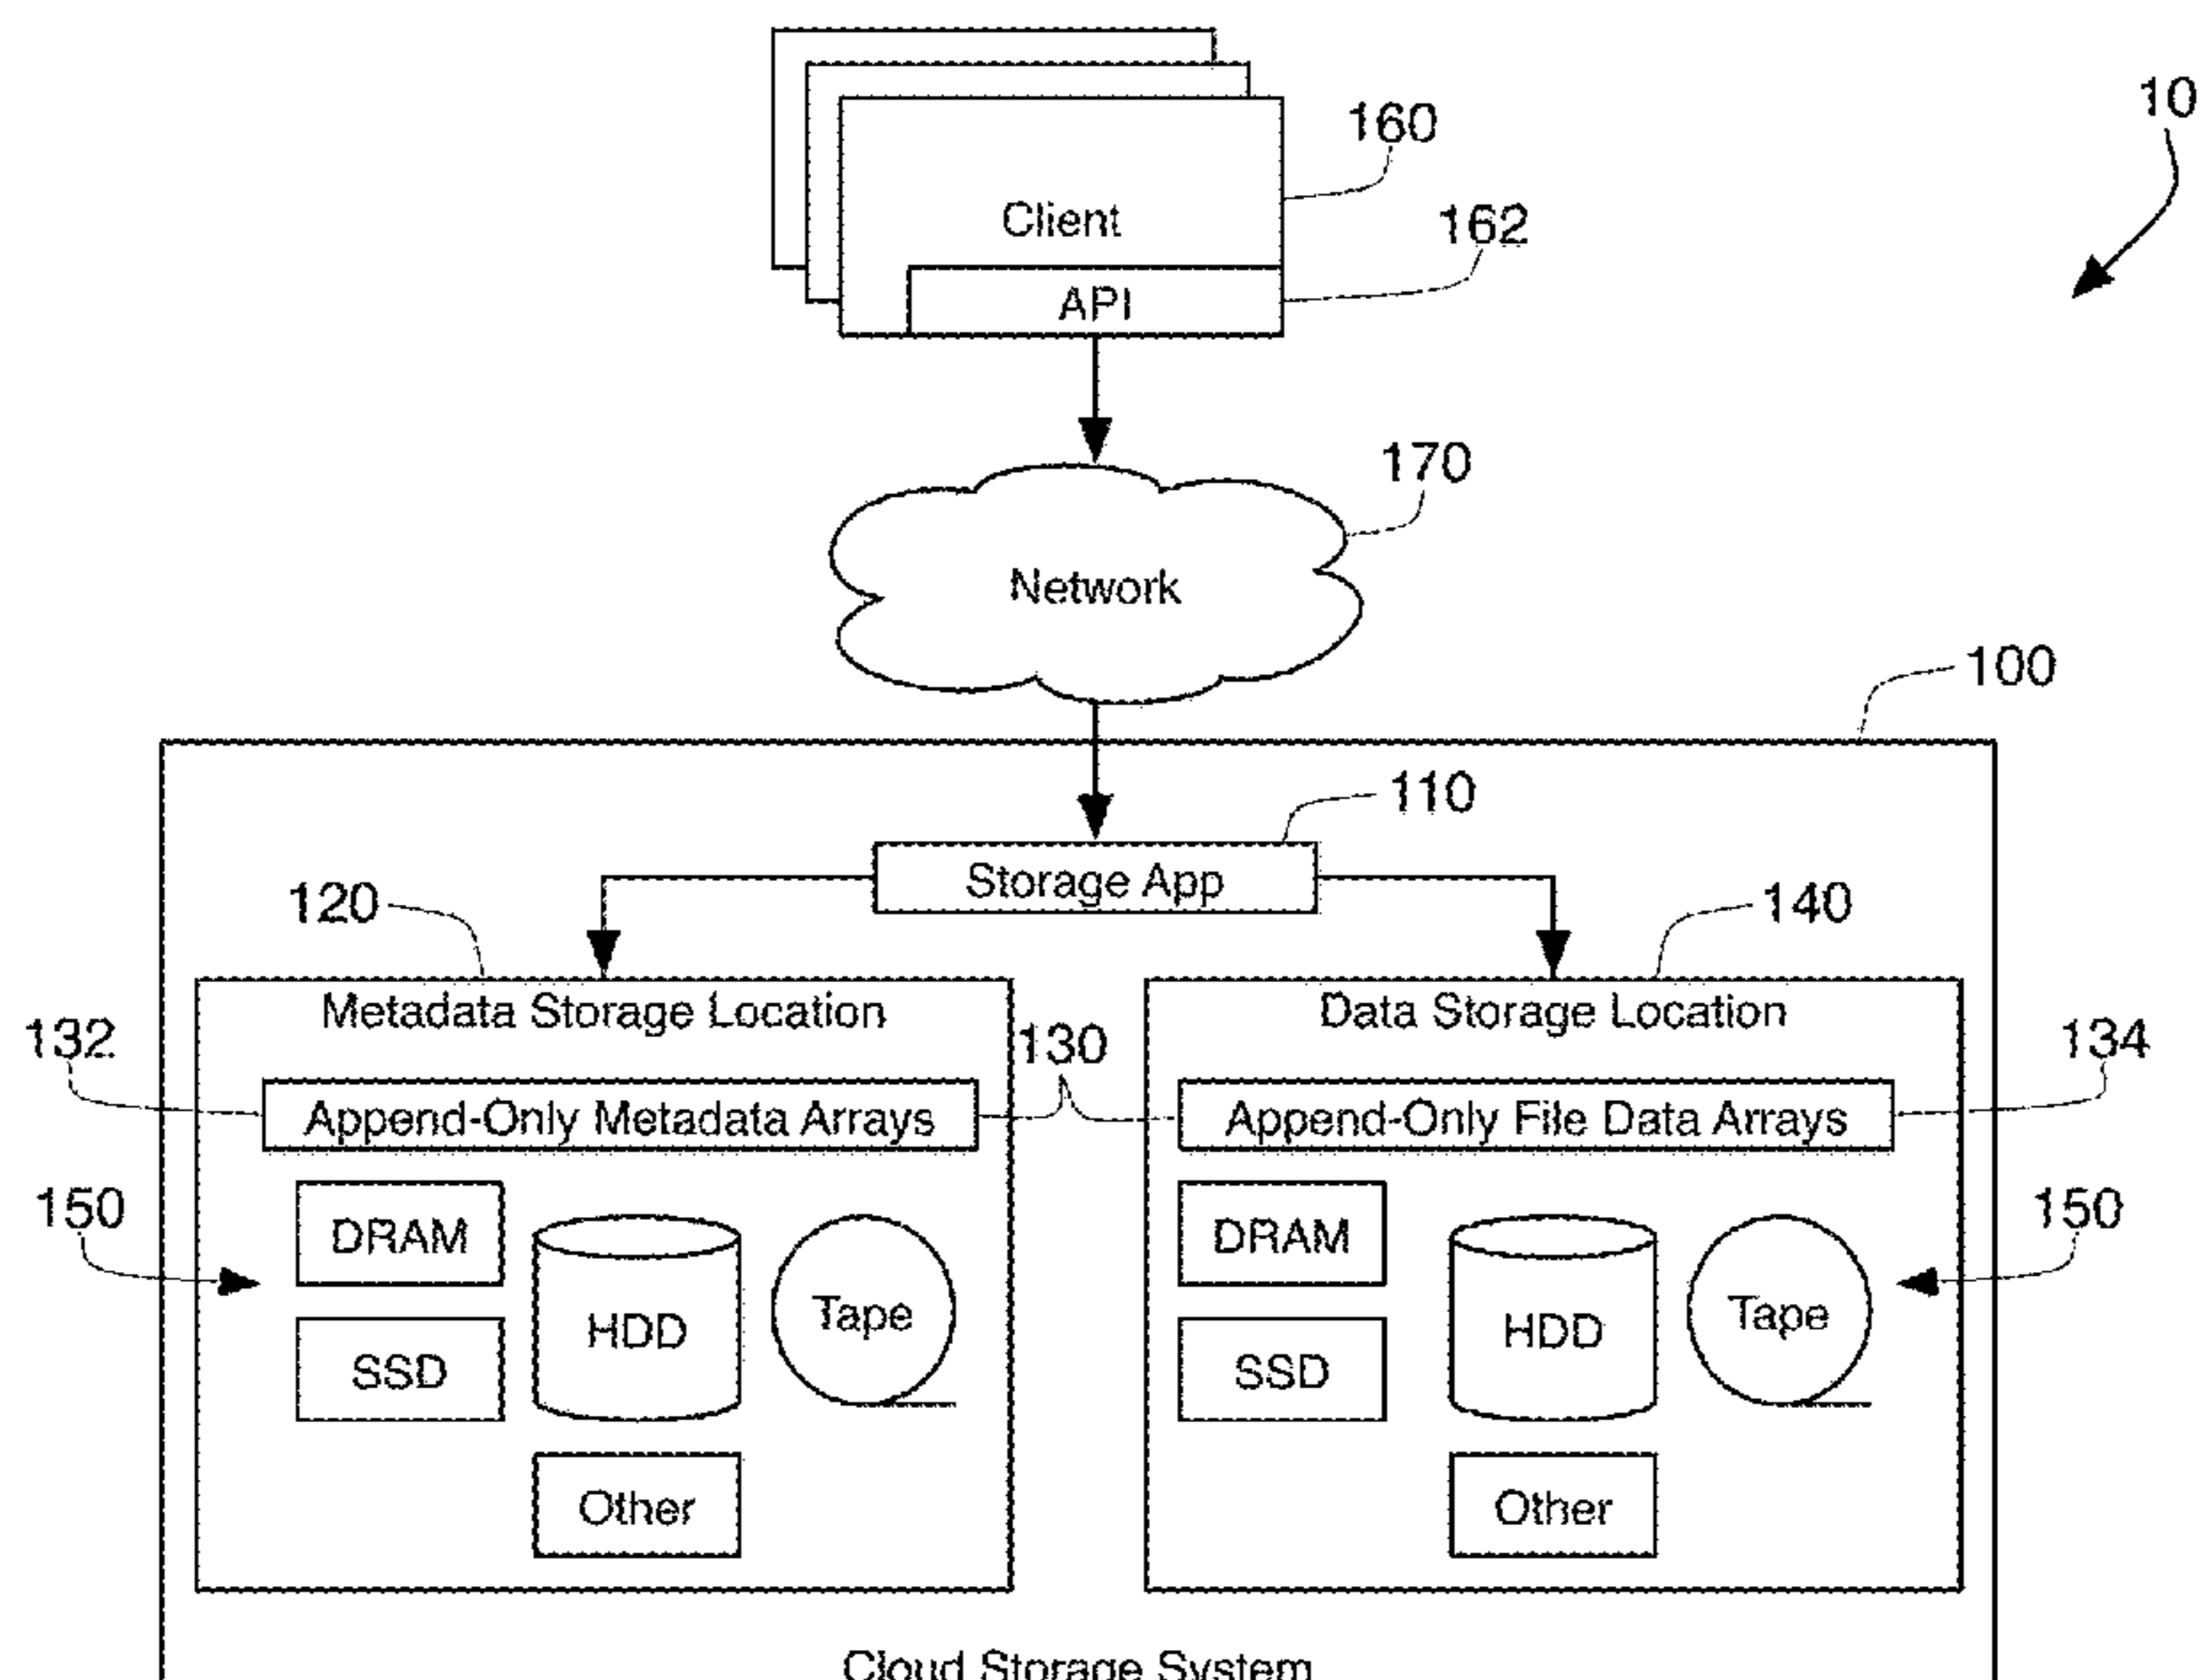 10
160
Client
162
API
170
Network
100
110
Storage App
120
140
Metadata Storage Location
Data Storage Location
132
130
134
Append-Only Metadata Arrays
Append-Only File Data Arrays
150
DRAM
HDD
Tape
SSD
Other
DRAM
HDD
Tape
SSD
Other
150
Cloud Storage System